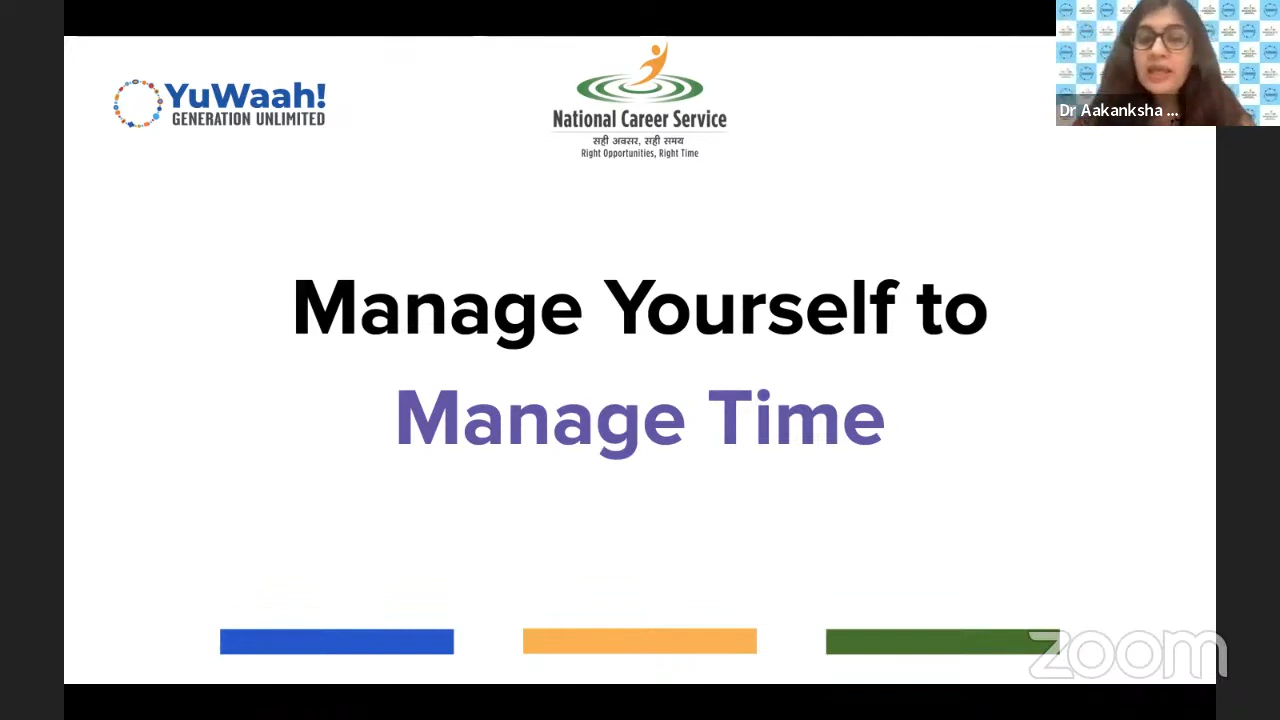 YuWaah!
GENERATION UNLIMITED
National Career Service
सही अवसर, सही समय
Right Opportunities, Right Time
Dr Aakanksha ...
Manage Yourself to
Manage Time
zoom